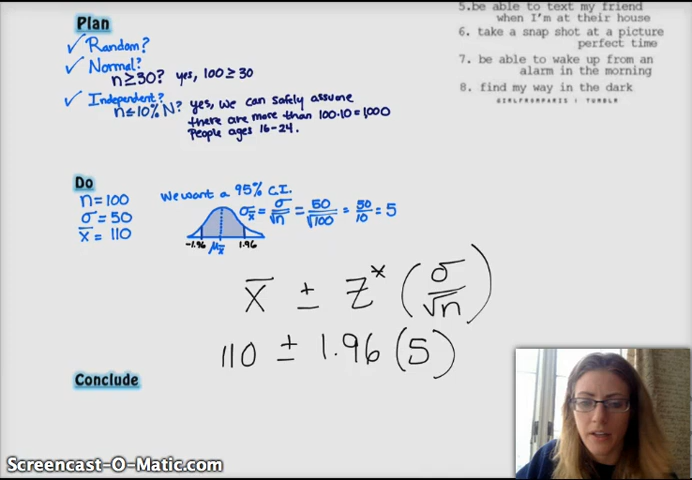 Plan
✓ Random?
✓ Normal?
n≥30? yes, 100≥30
✓ Independent?
n≤10%N? yes, we can safely assume
there are more than 100·10=1000
people ages 16-24.
5.be able to text my friend
when I'm at their house
6. take a snap shot at a picture
perfect time
7. be able to wake up from an
alarm in the morning
8. find my way in the dark
GIRLFROMPARIS | TUMBLR
Do
n=100
σ=50
x̄=110
We want a 95% C.I.
σx̄ = σ/√n = 50/√100 = 50/10 = 5
-1.96 μx̄ 1.96
x̄ ± z* (σ/√n)
110 ± 1.96 (5)
Conclude
Screencast-O-Matic.com